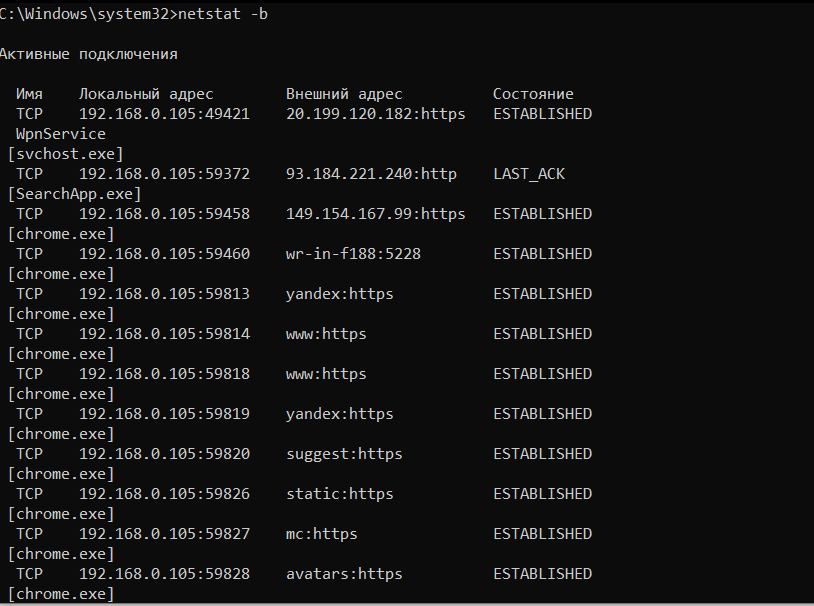 C:\Windows\system32>netstat -b
Активные подключения
Имя Локальный адрес Внешний адрес Состояние
TCP 192.168.0.105:49421 20.199.120.182:https ESTABLISHED
WpnService
[svchost.exe]
TCP 192.168.0.105:59372 93.184.221.240:http LAST_ACK
[SearchApp.exe]
TCP 192.168.0.105:59458 149.154.167.99:https ESTABLISHED
[chrome.exe]
TCP 192.168.0.105:59460 wr-in-f188:5228 ESTABLISHED
[chrome.exe]
TCP 192.168.0.105:59813 yandex:https ESTABLISHED
[chrome.exe]
TCP 192.168.0.105:59814 www:https ESTABLISHED
[chrome.exe]
TCP 192.168.0.105:59818 www:https ESTABLISHED
[chrome.exe]
TCP 192.168.0.105:59819 yandex:https ESTABLISHED
[chrome.exe]
TCP 192.168.0.105:59820 suggest:https ESTABLISHED
[chrome.exe]
TCP 192.168.0.105:59826 static:https ESTABLISHED
[chrome.exe]
TCP 192.168.0.105:59827 mc:https ESTABLISHED
[chrome.exe]
TCP 192.168.0.105:59828 avatars:https ESTABLISHED
[chrome.exe]